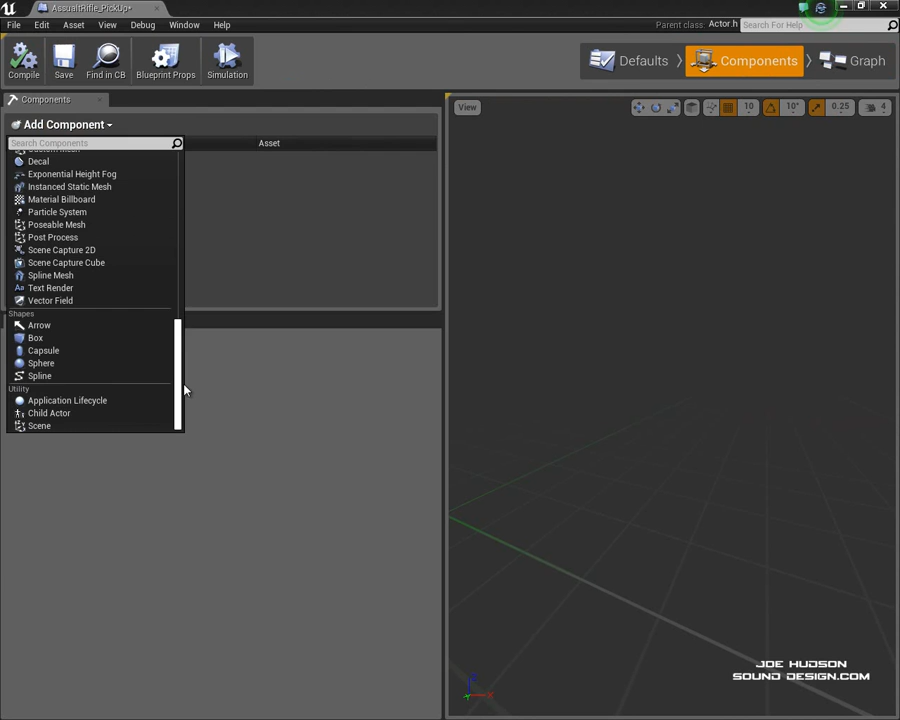 AssualtRifle_PickUp*
File Edit Asset View Debug Window Help
Parent class: Actor.h Search For Help
Compile Save Find in CB Blueprint Props Simulation
Defaults Components Graph
Components
Add Component
View 10 10° 0.25 4
Search Components
Asset
Decal
Exponential Height Fog
Instanced Static Mesh
Material Billboard
Particle System
Poseable Mesh
Post Process
Scene Capture 2D
Scene Capture Cube
Spline Mesh
Text Render
Vector Field
Shapes
Arrow
Box
Capsule
Sphere
Spline
Utility
Application Lifecycle
Child Actor
Scene
JOE HUDSON
SOUND DESIGN.COM